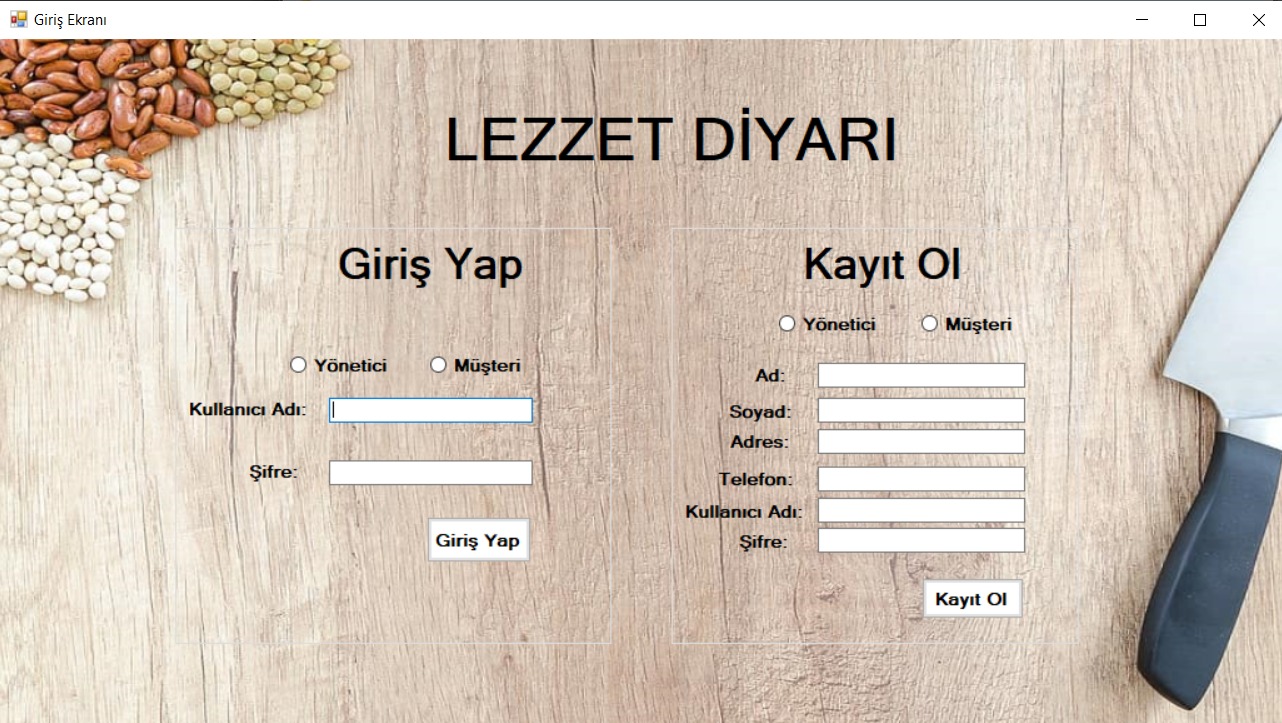 Giriş Ekranı
LEZZET DİYARI
Giriş Yap
Yönetici Müşteri
Kullanıcı Adı:
Şifre:
Giriş Yap
Kayıt Ol
Yönetici Müşteri
Ad:
Soyad:
Adres:
Telefon:
Kullanıcı Adı:
Şifre:
Kayıt Ol